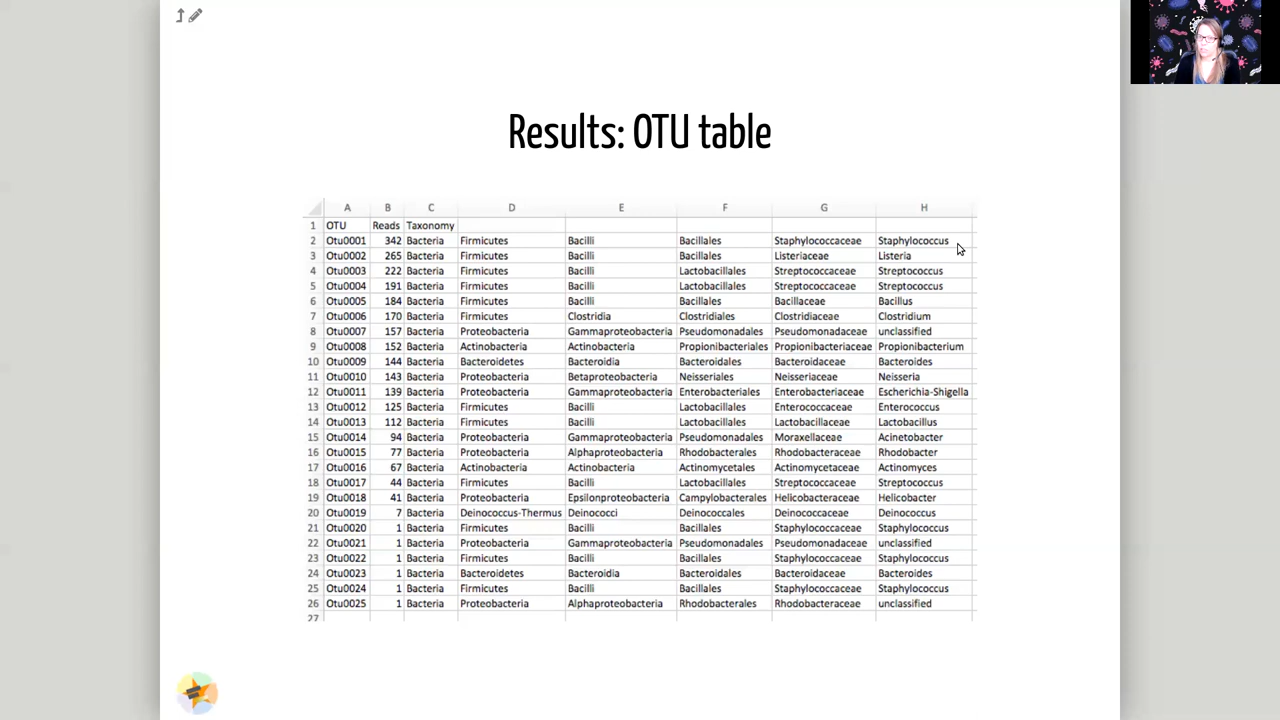 Results: OTU table
A B C D E F G H
1 OTU Reads Taxonomy
2 Otu0001 342 Bacteria Firmicutes Bacilli Bacillales Staphylococcaceae Staphylococcus
3 Otu0002 265 Bacteria Firmicutes Bacilli Bacillales Listeriaceae Listeria
4 Otu0003 222 Bacteria Firmicutes Bacilli Lactobacillales Streptococcaceae Streptococcus
5 Otu0004 191 Bacteria Firmicutes Bacilli Lactobacillales Streptococcaceae Streptococcus
6 Otu0005 184 Bacteria Firmicutes Bacilli Bacillales Bacillaceae Bacillus
7 Otu0006 170 Bacteria Firmicutes Clostridia Clostridiales Clostridiaceae Clostridium
8 Otu0007 157 Bacteria Proteobacteria Gammaproteobacteria Pseudomonadales Pseudomonadaceae unclassified
9 Otu0008 152 Bacteria Actinobacteria Actinobacteria Propionibacteriales Propionibacteriaceae Propionibacterium
10 Otu0009 144 Bacteria Bacteroidetes Bacteroidia Bacteroidales Bacteroidaceae Bacteroides
11 Otu0010 143 Bacteria Proteobacteria Betaproteobacteria Neisseriales Neisseriaceae Neisseria
12 Otu0011 139 Bacteria Proteobacteria Gammaproteobacteria Enterobacteriales Enterobacteriaceae Escherichia-Shigella
13 Otu0012 125 Bacteria Firmicutes Bacilli Lactobacillales Enterococcaceae Enterococcus
14 Otu0013 112 Bacteria Firmicutes Bacilli Lactobacillales Lactobacillaceae Lactobacillus
15 Otu0014 94 Bacteria Proteobacteria Gammaproteobacteria Pseudomonadales Moraxellaceae Acinetobacter
16 Otu0015 77 Bacteria Proteobacteria Alphaproteobacteria Rhodobacterales Rhodobacteraceae Rhodobacter
17 Otu0016 67 Bacteria Actinobacteria Actinobacteria Actinomycetales Actinomycetaceae Actinomyces
18 Otu0017 44 Bacteria Firmicutes Bacilli Lactobacillales Streptococcaceae Streptococcus
19 Otu0018 41 Bacteria Proteobacteria Epsilonproteobacteria Campylobacterales Helicobacteraceae Helicobacter
20 Otu0019 7 Bacteria Deinococcus-Thermus Deinococci Deinococcales Deinococcaceae Deinococcus
21 Otu0020 1 Bacteria Firmicutes Bacilli Bacillales Staphylococcaceae Staphylococcus
22 Otu0021 1 Bacteria Proteobacteria Gammaproteobacteria Pseudomonadales Pseudomonadaceae unclassified
23 Otu0022 1 Bacteria Firmicutes Bacilli Bacillales Staphylococcaceae Staphylococcus
24 Otu0023 1 Bacteria Bacteroidetes Bacteroidia Bacteroidales Bacteroidaceae Bacteroides
25 Otu0024 1 Bacteria Firmicutes Bacilli Bacillales Staphylococcaceae Staphylococcus
26 Otu0025 1 Bacteria Proteobacteria Alphaproteobacteria Rhodobacterales Rhodobacteraceae unclassified
27